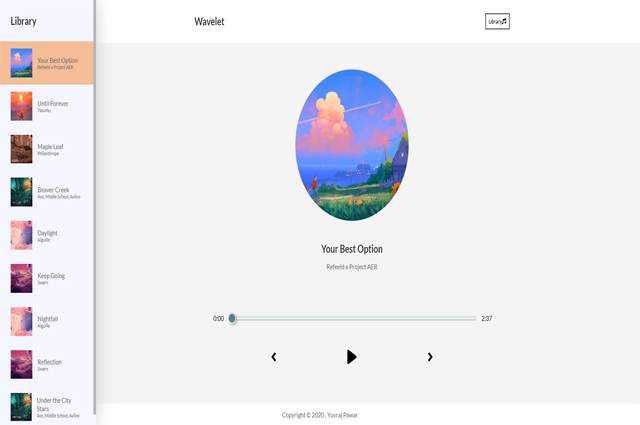 Library
Your Best Option
Refeeld x Project AER
Until Forever
Yasumu
Maple Leaf
Philanthrope
Beaver Creek
Aso, Middle School, Aviino
Daylight
Aiguille
Keep Going
Swørn
Nightfall
Aiguille
Reflection
Swørn
Under the City
Stars
Aso, Middle School, Aviino
Wavelet
Library
Your Best Option
Refeeld x Project AER
0:00
2:37
Copyright © 2020 , Yuvraj Pawar